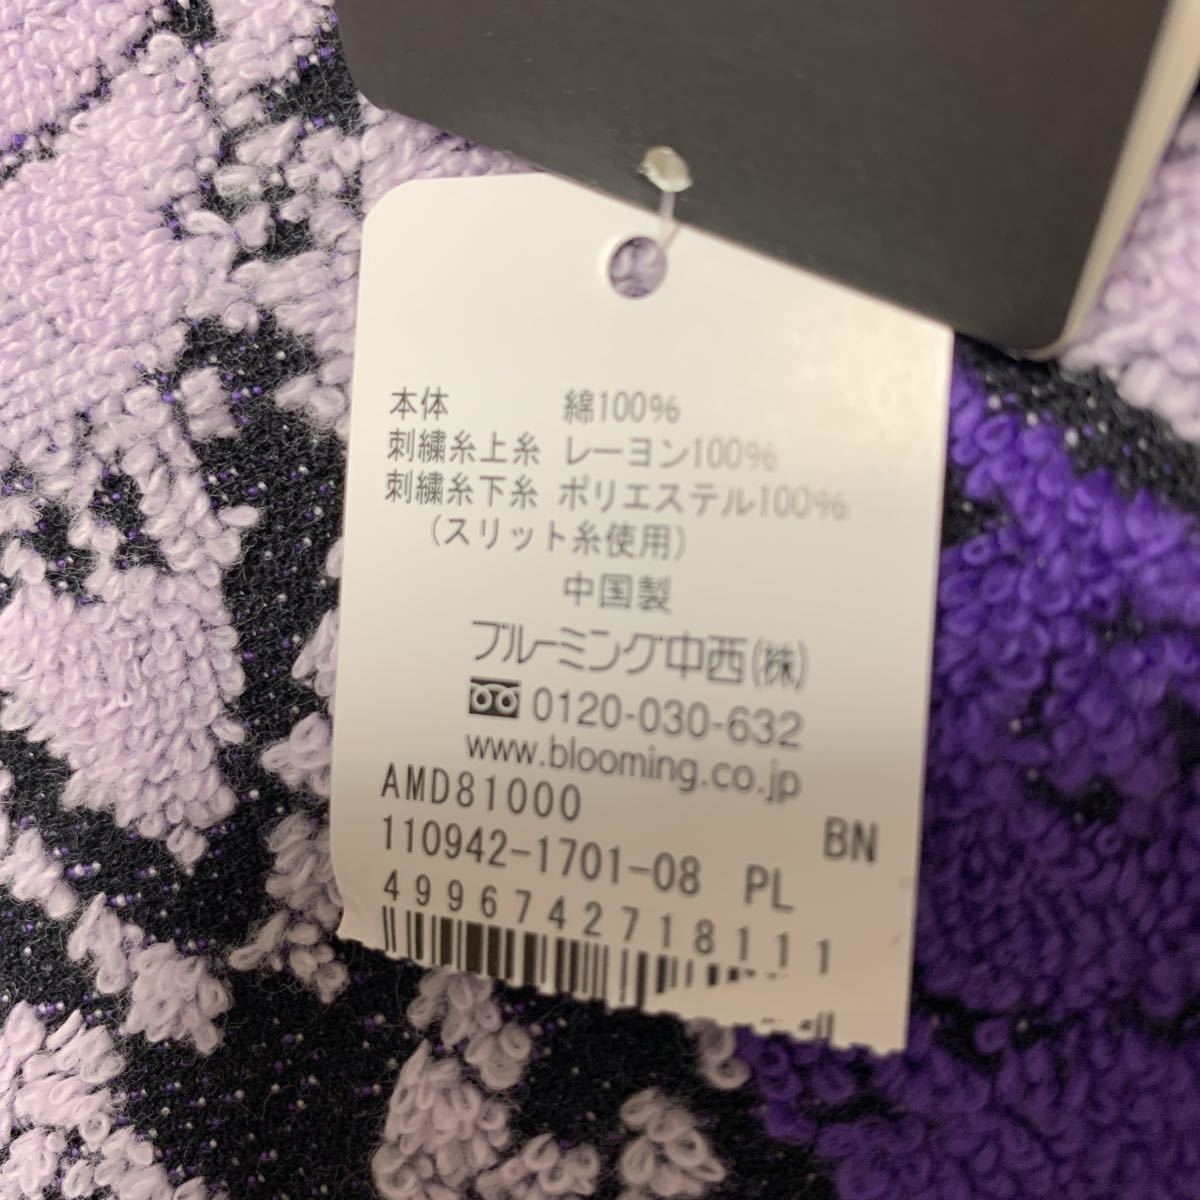 本体 綿100%
刺繍糸上糸 レーヨン100%
刺繍糸下糸 ポリエステル100%
(スリット糸使用)
中国製
ブルーミング中西(株)
0120-030-632
www.blooming.co.jp
AMD81000
BN
110942-1701-08 PL
4996742718111